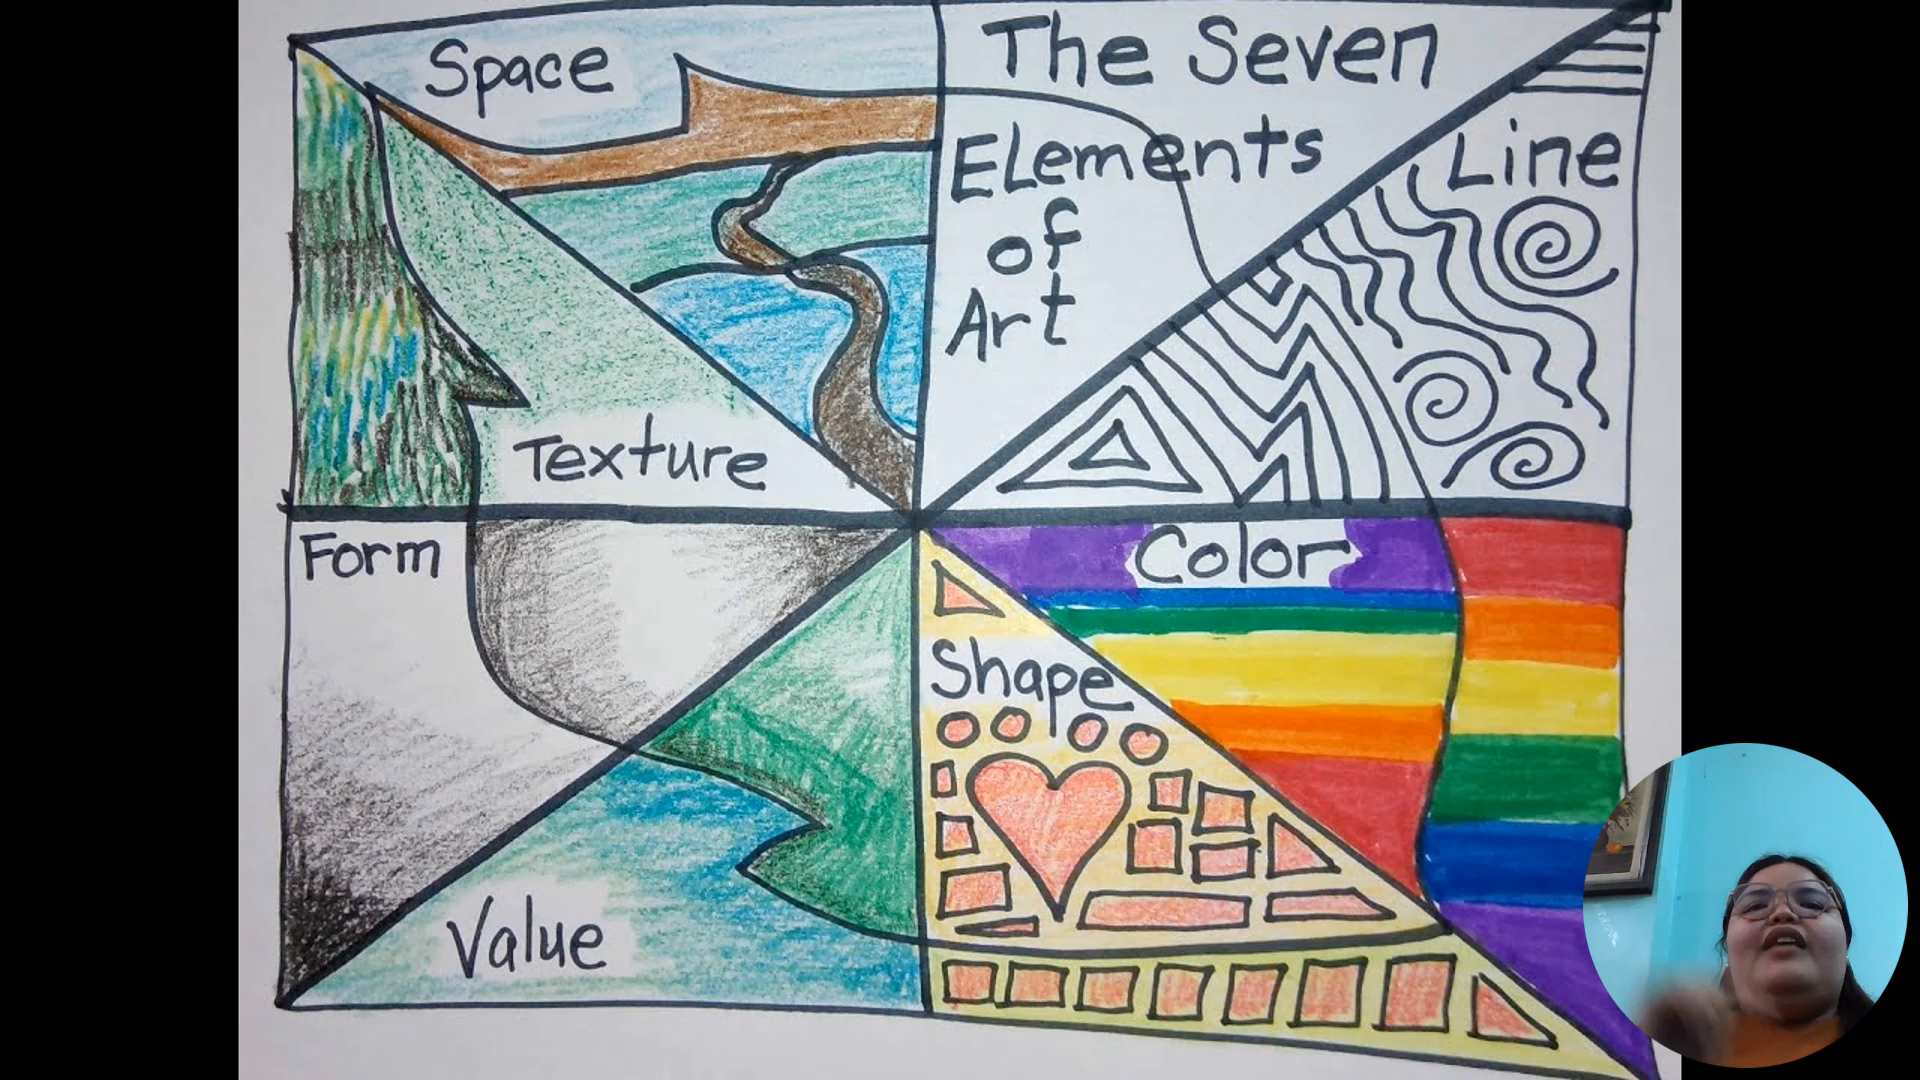 Space
The Seven
Elements
of
Art
Line
Texture
Form
Color
Shape
Value